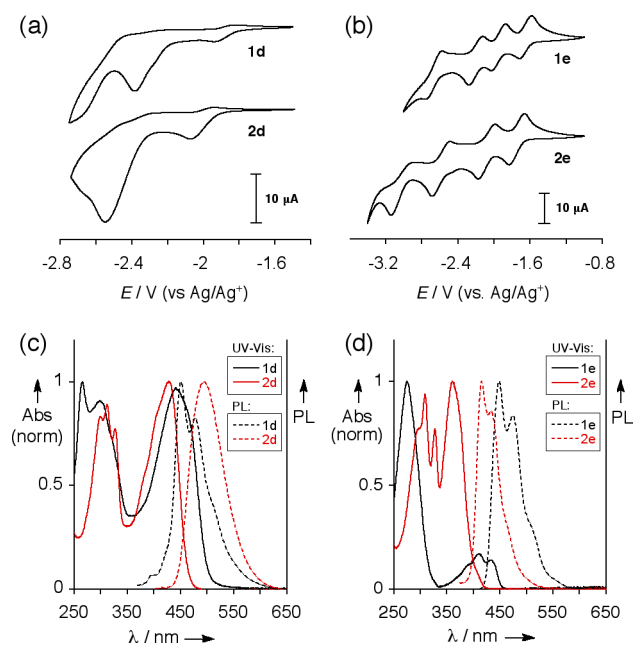 (a)
1d
2d
10 μA
-2.8 -2.4 -2 -1.6
E / V (vs Ag/Ag⁺)
(b)
1e
2e
10 μA
-3.2 -2.4 -1.6 -0.8
E / V (vs. Ag/Ag⁺)
(c)
UV-Vis:
1d
2d
PL:
1d
2d
Abs
(norm)
PL
1
0.5
0
250 350 450 550 650
λ / nm
(d)
UV-Vis:
1e
2e
PL:
1e
2e
Abs
(norm)
PL
1
0.5
0
250 350 450 550 650
λ / nm